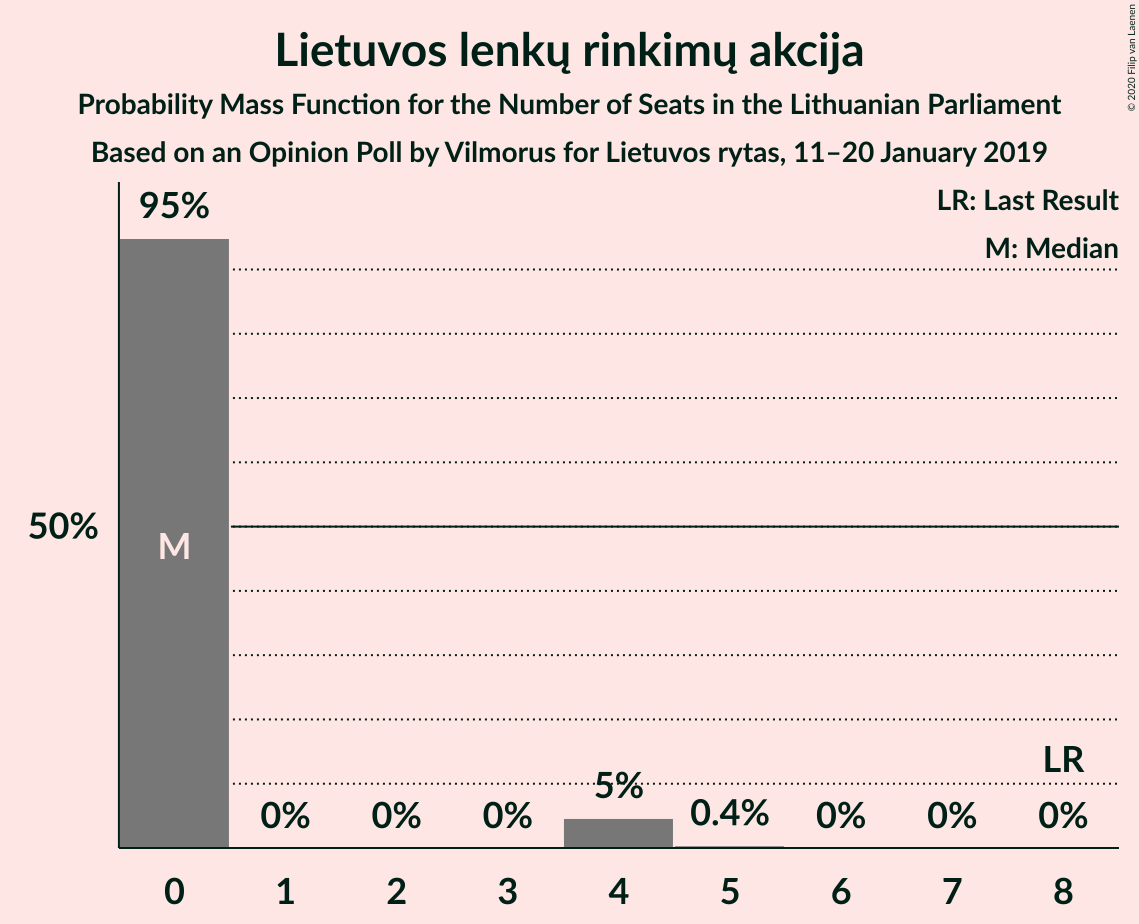 Lietuvos lenkų rinkimų akcija
Probability Mass Function for the Number of Seats in the Lithuanian Parliament
Based on an Opinion Poll by Vilmorus for Lietuvos rytas, 11–20 January 2019
© 2020 Filip van Laenen
LR: Last Result
M: Median
95%
50%
M
LR
5%
0% 0% 0% 0.4% 0% 0% 0%
0 1 2 3 4 5 6 7 8